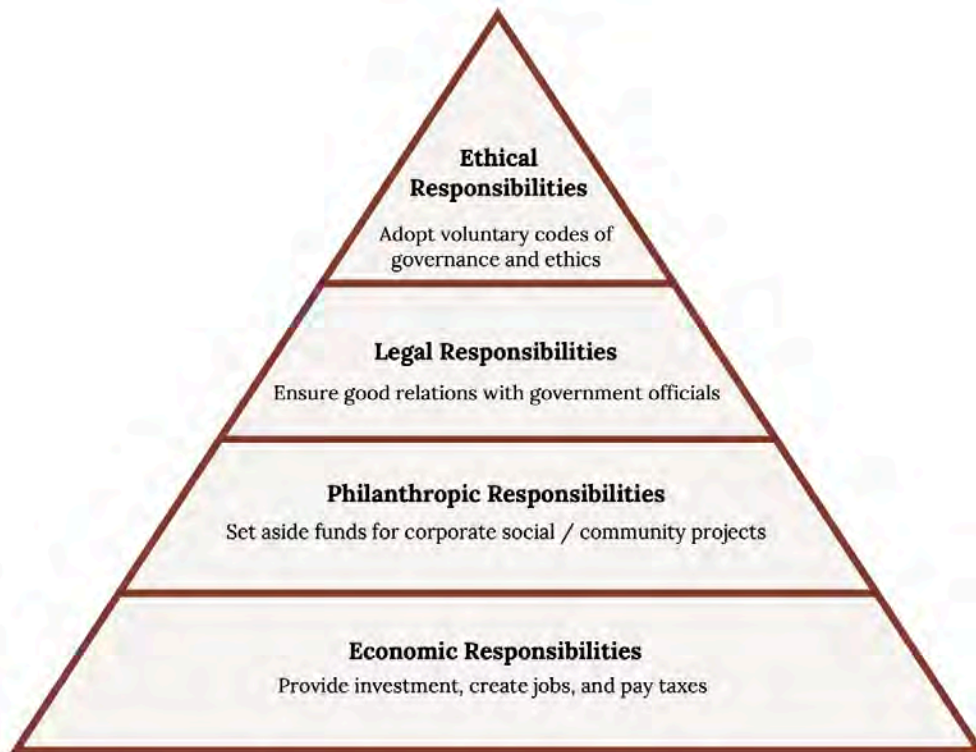 Ethical
Responsibilities
Adopt voluntary codes of
governance and ethics
Legal Responsibilities
Ensure good relations with government officials
Philanthropic Responsibilities
Set aside funds for corporate social / community projects
Economic Responsibilities
Provide investment, create jobs, and pay taxes